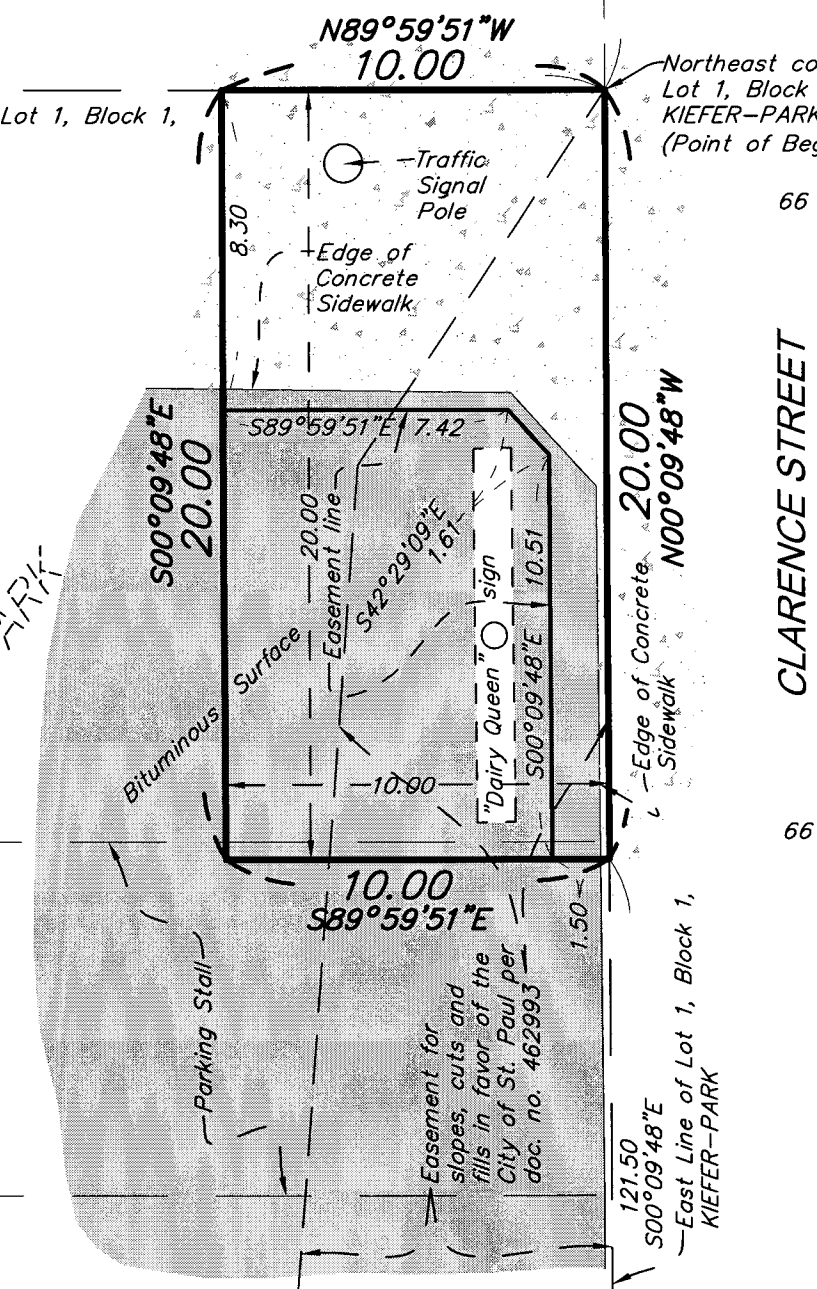 N89°59'51"W
10.00
Northeast co
Lot 1, Block
KIEFER-PARK
(Point of Beg
Lot 1, Block 1,
66
Traffic
Signal
Pole
8.30
Edge of
Concrete
Sidewalk
CLARENCE STREET
S00°09'48"E
20.00
S89°59'51"E
7.42
20.00
N00°09'48"W
20.00
Easement line
S42°29'09"E
1.61
10.51
S00°09'48"E
"Dairy Queen" sign
Bituminous Surface
Edge of Concrete
Sidewalk
10.00
66
10.00
S89°59'51"E
1.50
Parking Stall
Easement for
slopes, cuts and
fills in favor of the
City of St. Paul per
doc. no. 462993
121.50
S00°09'48"E
East Line of Lot 1, Block 1,
KIEFER-PARK